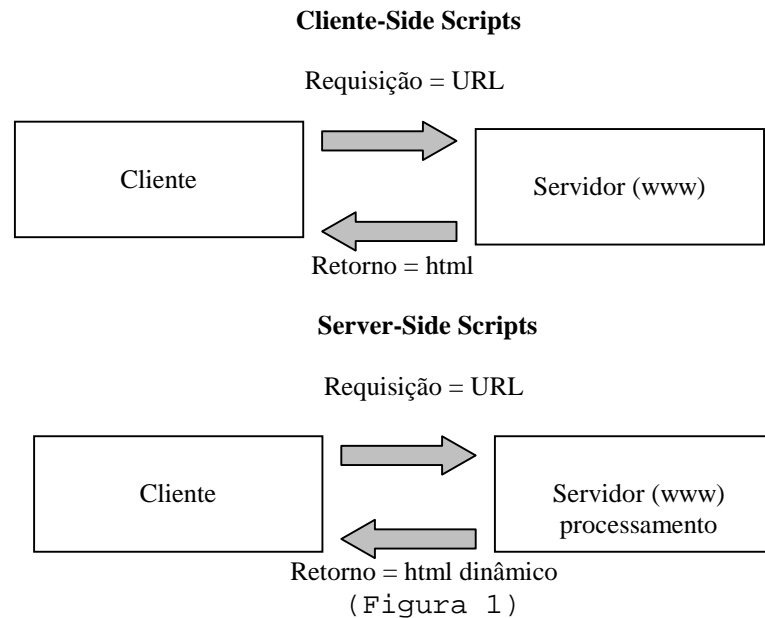 Cliente-Side Scripts
Requisição = URL
Cliente
Servidor (www)
Retorno = html
Server-Side Scripts
Requisição = URL
Cliente
Servidor (www)
processamento
Retorno = html dinâmico
(Figura 1)